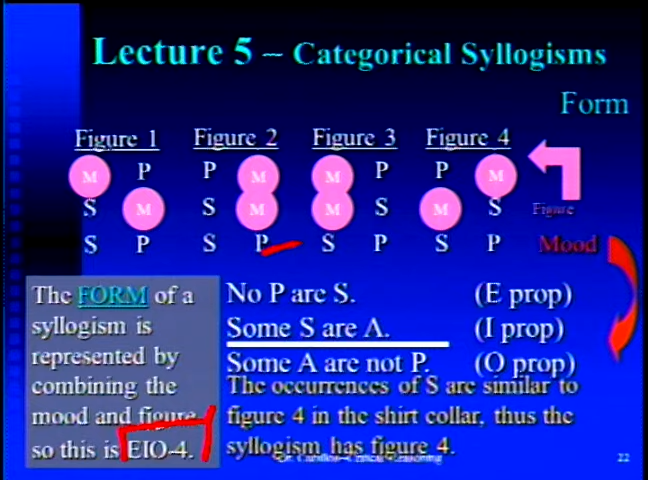 Lecture 5 – Categorical Syllogisms
Form
Figure 1 Figure 2 Figure 3 Figure 4
M P P M M P P M
S M S M M S M S
S P S P S P S P
Figure
Mood
The FORM of a
syllogism is
represented by
combining the
mood and figure
so this is EIO-4.
No P are S. (E prop)
Some S are A. (I prop)
Some A are not P. (O prop)
The occurrences of S are similar to
figure 4 in the shirt collar, thus the
syllogism has figure 4.
Reasoning
22